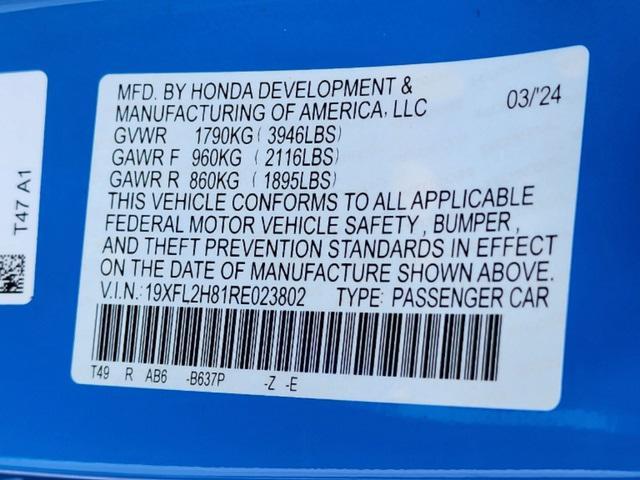 MFD. BY HONDA DEVELOPMENT &
MANUFACTURING OF AMERICA, LLC 03/'24
GVWR 1790KG ( 3946LBS)
GAWR F 960KG ( 2116LBS)
GAWR R 860KG ( 1895LBS)
THIS VEHICLE CONFORMS TO ALL APPLICABLE
FEDERAL MOTOR VEHICLE SAFETY, BUMPER,
AND THEFT PREVENTION STANDARDS IN EFFECT
ON THE DATE OF MANUFACTURE SHOWN ABOVE.
V.I.N.:19XFL2H81RE023802 TYPE: PASSENGER CAR
T49 R AB6 -B637P -Z -E
T47 A1